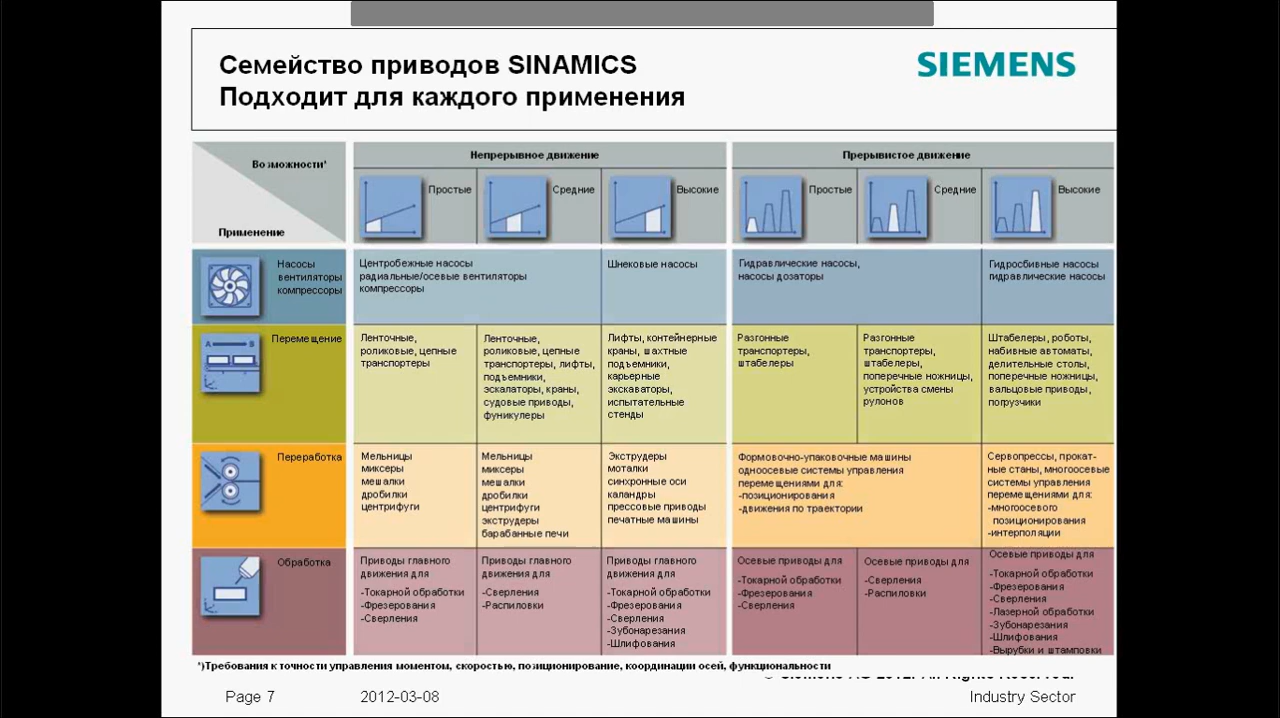 Семейство приводов SINAMICS
Подходит для каждого применения
SIEMENS
Возможности*
Применение
Непрерывное движение
Прерывистое движение
Простые
Средние
Высокие
Простые
Средние
Высокие
Насосы
вентиляторы
компрессоры
Центробежные насосы
радиальные/осевые вентиляторы
компрессоры
Шнековые насосы
Гидравлические насосы,
насосы дозаторы
Гидросбивные насосы
гидравлические насосы
Перемещение
Ленточные,
роликовые, цепные
транспортеры
Ленточные,
роликовые, цепные
транспортеры, лифты,
подъемники,
эскалаторы, краны,
судовые приводы,
фуникулеры
Лифты, контейнерные
краны, шахтные
подъемники,
карьерные
экскаваторы,
испытательные
стенды
Разгонные
транспортеры,
штабелеры
Разгонные
транспортеры,
штабелеры,
поперечные ножницы,
устройства смены
рулонов
Штабелеры, роботы,
набивные автоматы,
делительные столы,
поперечные ножницы,
вальцовые приводы,
погрузчики
Переработка
Мельницы
миксеры
мешалки
дробилки
центрифуги
Мельницы
миксеры
мешалки
дробилки
центрифуги
экструдеры
барабанные печи
Экструдеры
моталки
синхронные оси
каландры
прессовые приводы
печатные машины
Формовочно-упаковочные машины
одноосевые системы управления
перемещениями для:
-позиционирования
-движения по траектории
Сервопрессы, прокат-
ные станы, многоосевые
системы управления
перемещениями для:
-многоосевого
позиционирования
-интерполяции
Обработка
Приводы главного
движения для
-Токарной обработки
-Фрезерования
-Сверления
Приводы главного
движения для
-Сверления
-Распиловки
Приводы главного
движения для
-Токарной обработки
-Фрезерования
-Сверления
-Зубонарезания
-Шлифования
Осевые приводы для
-Токарной обработки
-Фрезерования
-Сверления
Осевые приводы для
-Сверления
-Распиловки
Осевые приводы для
-Токарной обработки
-Фрезерования
-Сверления
-Лазерной обработки
-Зубонарезания
-Шлифования
-Вырубки и штамповки
*)Требования к точности управления моментом, скоростью, позиционирование, координации осей, функциональности
© Siemens AG 2012. All Rights Reserved.
Page 7
2012-03-08
Industry Sector